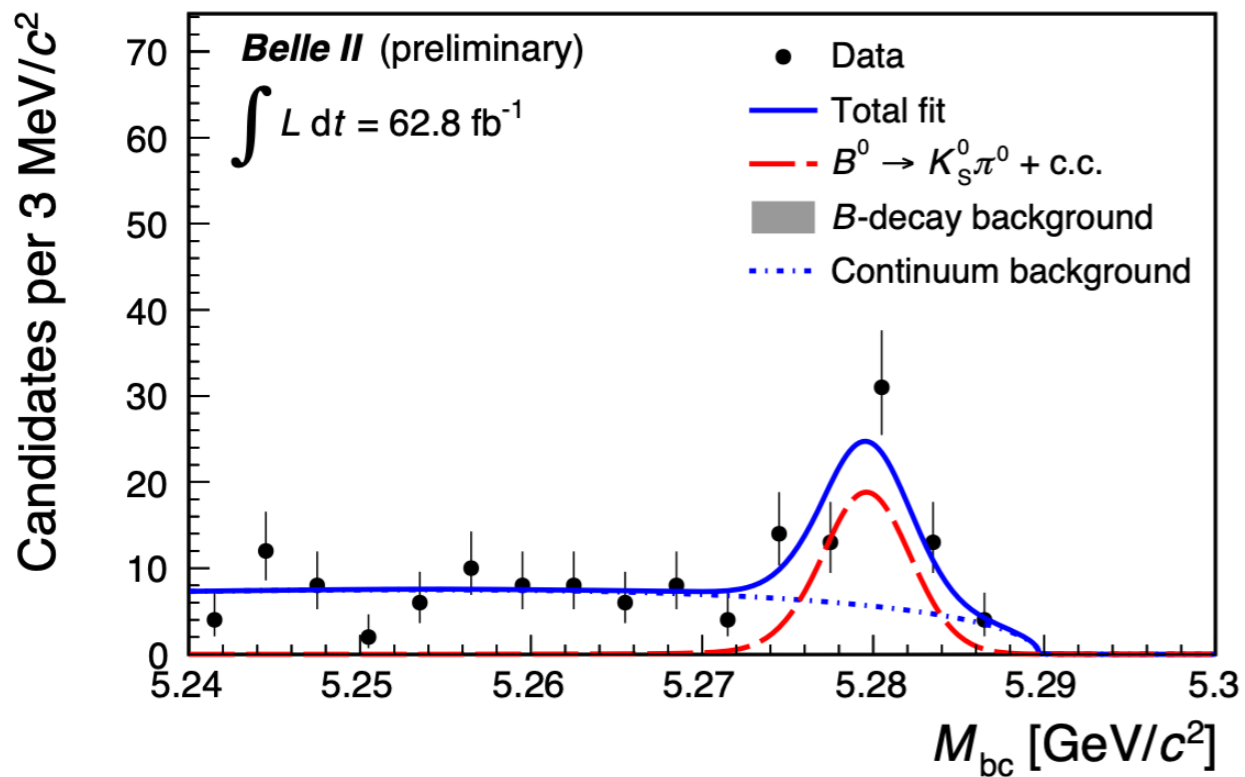 Candidates per 3 MeV/c²
70
60
50
40
30
20
10
0
Belle II (preliminary)
∫ L dt = 62.8 fb⁻¹
Data
Total fit
B⁰ → K⁰_S π⁰ + c.c.
B-decay background
Continuum background
5.24 5.25 5.26 5.27 5.28 5.29 5.3
M_bc [GeV/c²]